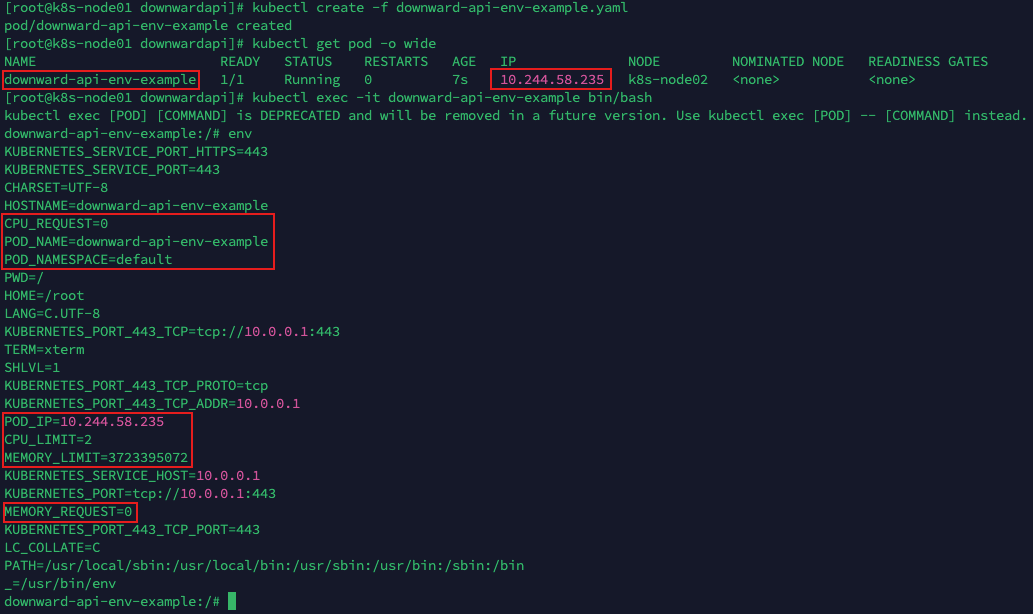 [root@k8s-node01 downwardapi]# kubectl create -f downward-api-env-example.yaml
pod/downward-api-env-example created
[root@k8s-node01 downwardapi]# kubectl get pod -o wide
NAME READY STATUS RESTARTS AGE IP NODE NOMINATED NODE READINESS GATES
downward-api-env-example 1/1 Running 0 7s 10.244.58.235 k8s-node02 <none> <none>
[root@k8s-node01 downwardapi]# kubectl exec -it downward-api-env-example bin/bash
kubectl exec [POD] [COMMAND] is DEPRECATED and will be removed in a future version. Use kubectl exec [POD] -- [COMMAND] instead.
downward-api-env-example:/# env
KUBERNETES_SERVICE_PORT_HTTPS=443
KUBERNETES_SERVICE_PORT=443
CHARSET=UTF-8
HOSTNAME=downward-api-env-example
CPU_REQUEST=0
POD_NAME=downward-api-env-example
POD_NAMESPACE=default
PWD=/
HOME=/root
LANG=C.UTF-8
KUBERNETES_PORT_443_TCP=tcp://10.0.0.1:443
TERM=xterm
SHLVL=1
KUBERNETES_PORT_443_TCP_PROTO=tcp
KUBERNETES_PORT_443_TCP_ADDR=10.0.0.1
POD_IP=10.244.58.235
CPU_LIMIT=2
MEMORY_LIMIT=3723395072
KUBERNETES_SERVICE_HOST=10.0.0.1
KUBERNETES_PORT=tcp://10.0.0.1:443
MEMORY_REQUEST=0
KUBERNETES_PORT_443_TCP_PORT=443
LC_COLLATE=C
PATH=/usr/local/sbin:/usr/local/bin:/usr/sbin:/usr/bin:/sbin:/bin
_=/usr/bin/env
downward-api-env-example:/#